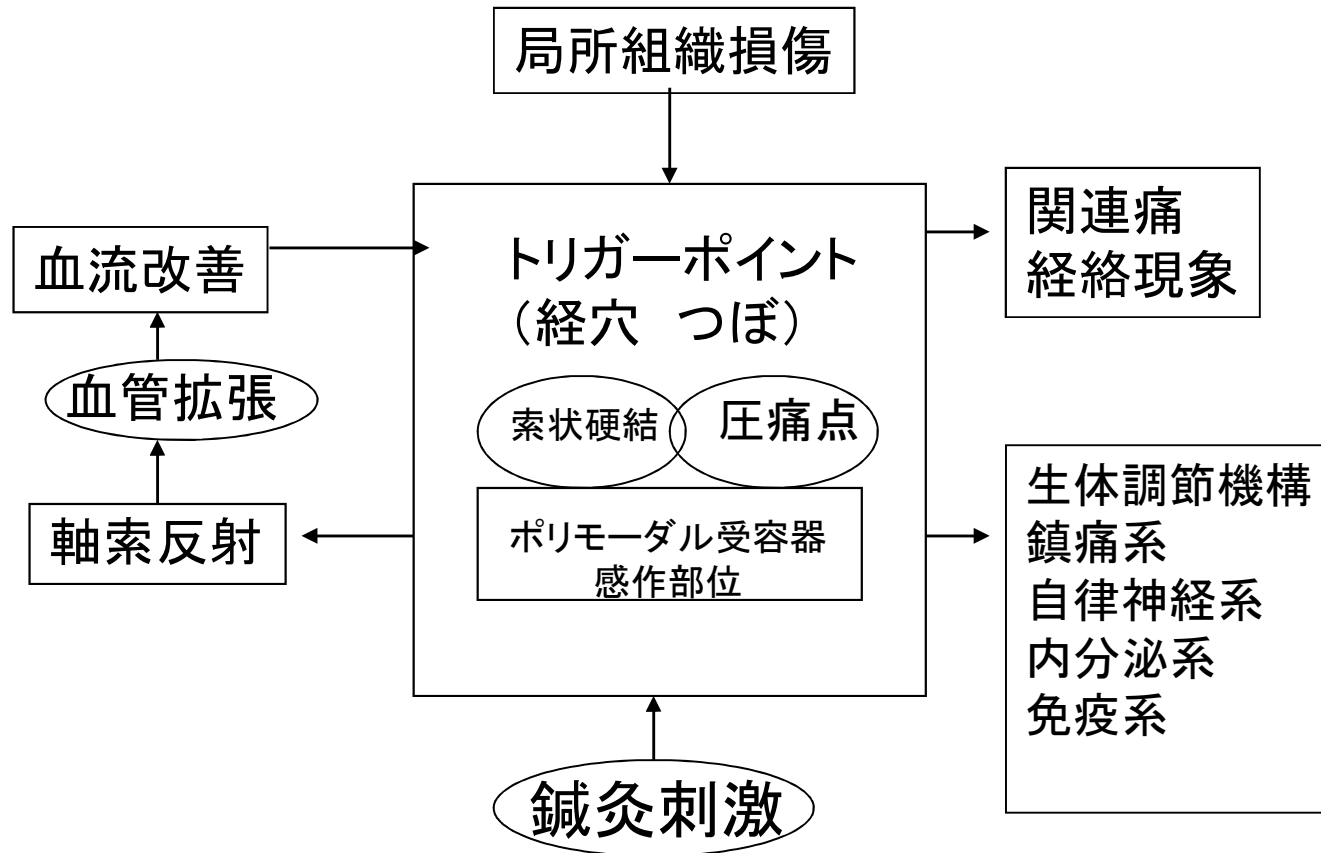 局所組織損傷
関連痛
経絡現象
血流改善
トリガーポイント
（経穴　つぼ）
血管拡張
索状硬結
圧痛点
軸索反射
ポリモーダル受容器
感作部位
生体調節機構
鎮痛系
自律神経系
内分泌系
免疫系
鍼灸刺激